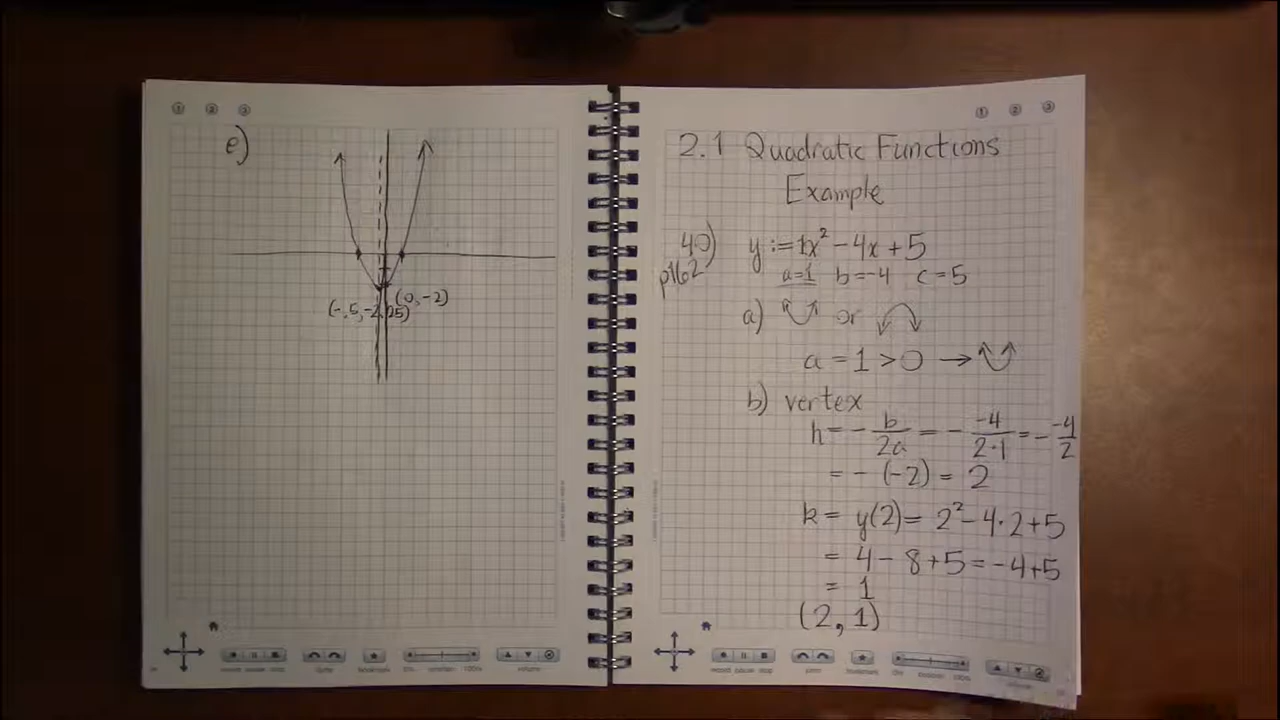 e)
(0,-2)
(-.5,-2.25)
2.1 Quadratic Functions
Example
40) y:=1x²-4x+5
p162 a=1 b=-4 c=5
a) or
a=1>0→
b) vertex
h=-b/2a=-(-4)/(2·1)=-(-4)/2
=-(-2)=2
k=y(2)=2²-4·2+5
=4-8+5=-4+5
=1
(2,1)